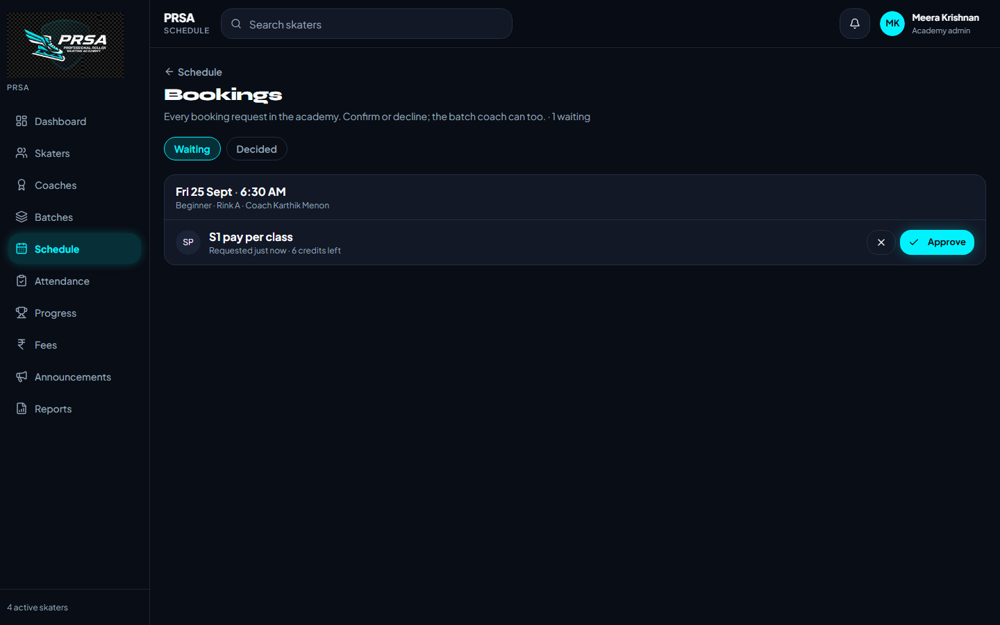 PRSA
PROFESSIONAL ROLLER
SKATING ACADEMY
PRSA
Dashboard
Skaters
Coaches
Batches
Schedule
Attendance
Progress
Fees
Announcements
Reports
4 active skaters
PRSA
SCHEDULE
Search skaters
MK
Meera Krishnan
Academy admin
Schedule
Bookings
Every booking request in the academy. Confirm or decline; the batch coach can too. · 1 waiting
Waiting
Decided
Fri 25 Sept · 6:30 AM
Beginner · Rink A · Coach Karthik Menon
SP
S1 pay per class
Requested just now · 6 credits left
Approve